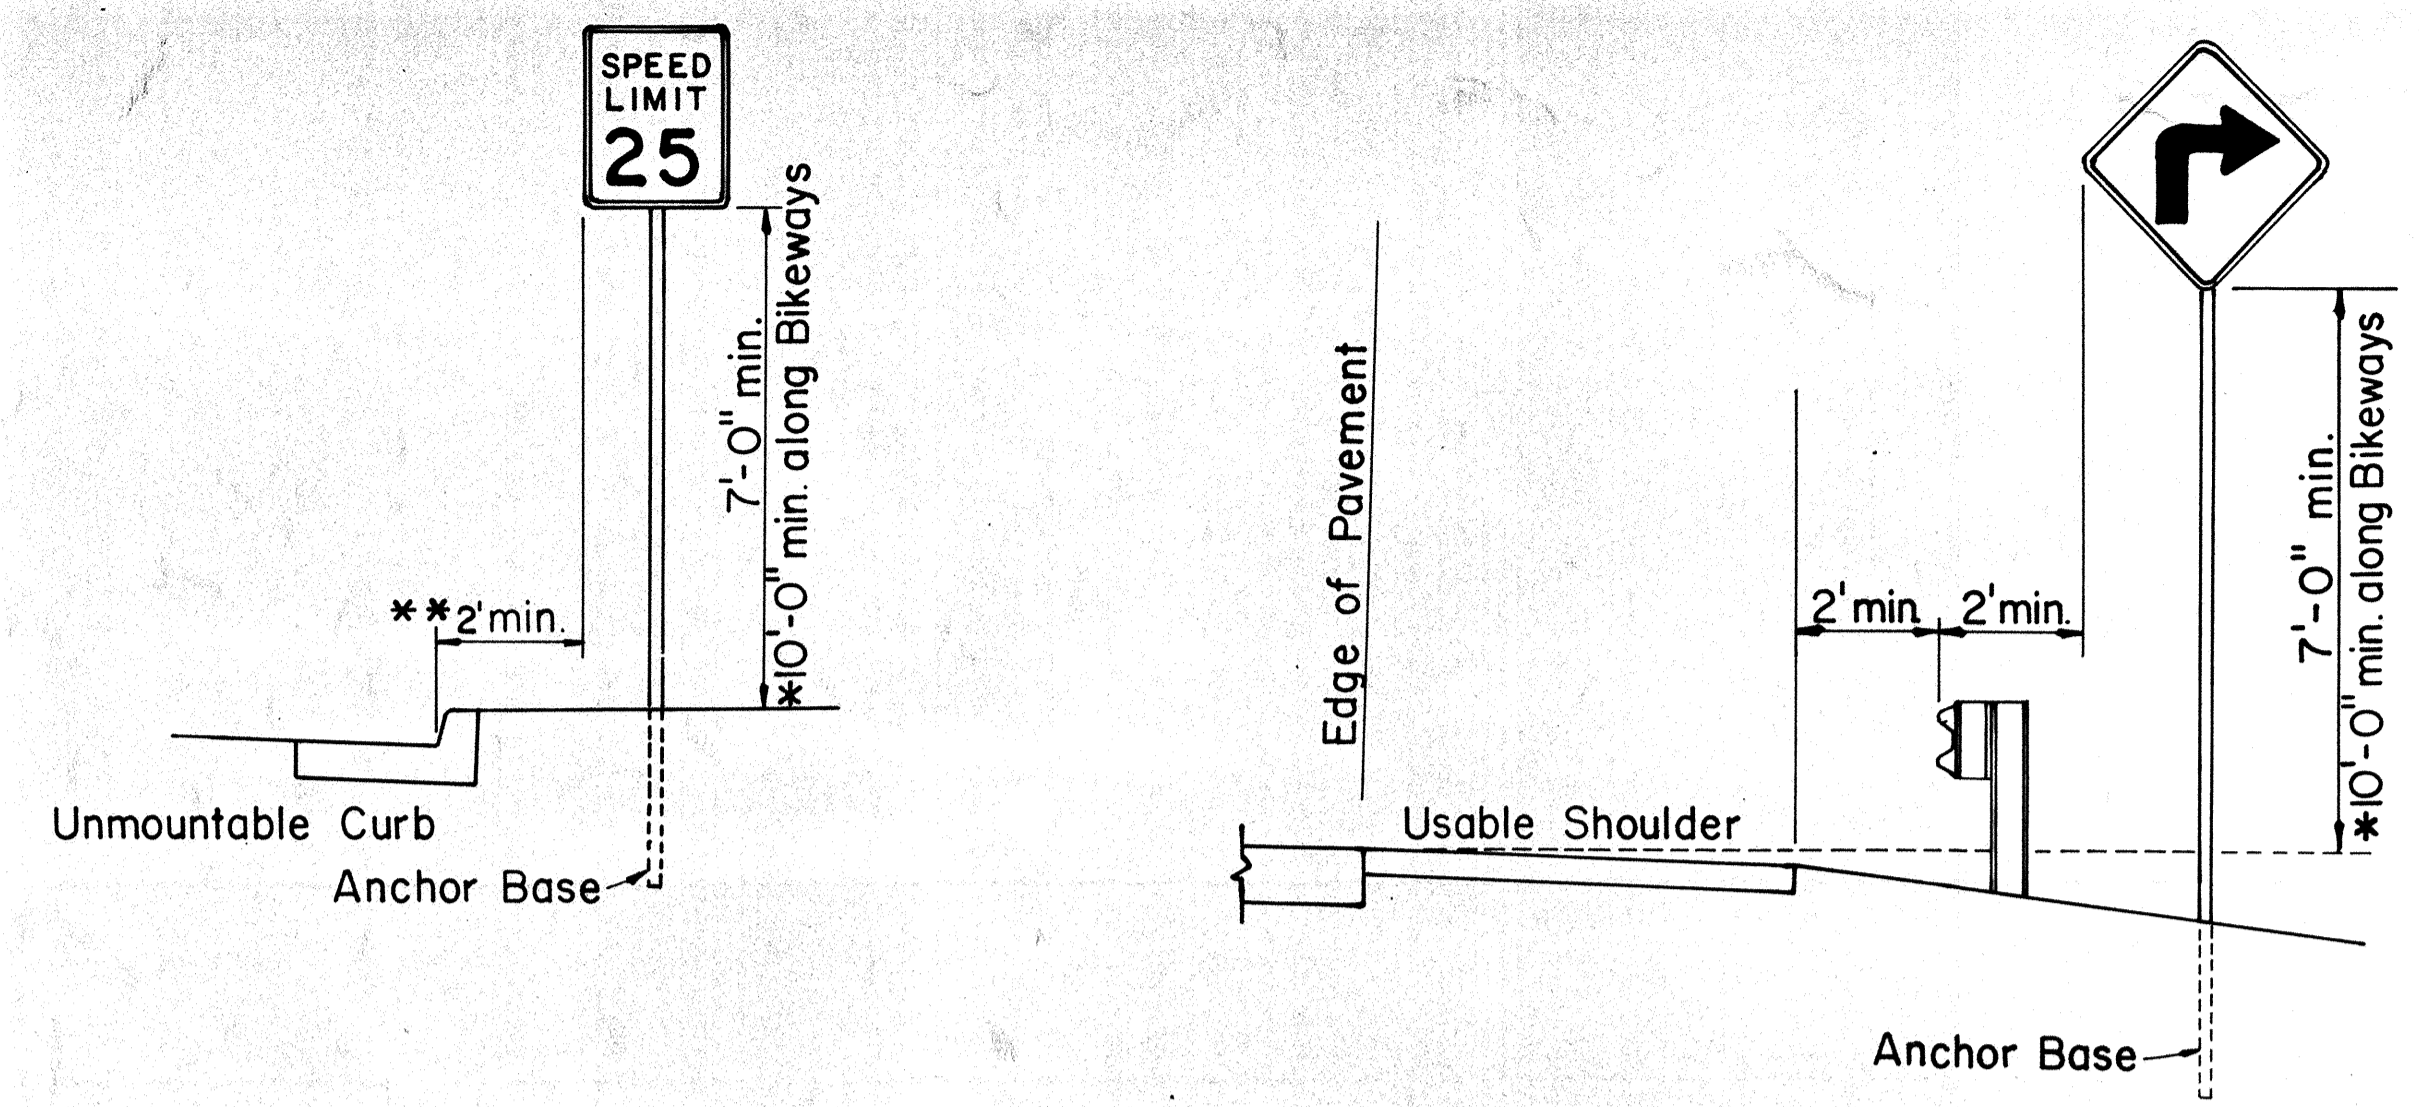 SPEED
LIMIT
25
7'-0" min.
*10'-0" min. along Bikeways
**2'min.
Unmountable Curb
Anchor Base
Edge of Pavement
Usable Shoulder
2'min
2'min.
7'-0" min.
*10'-0" min. along Bikeways
Anchor Base